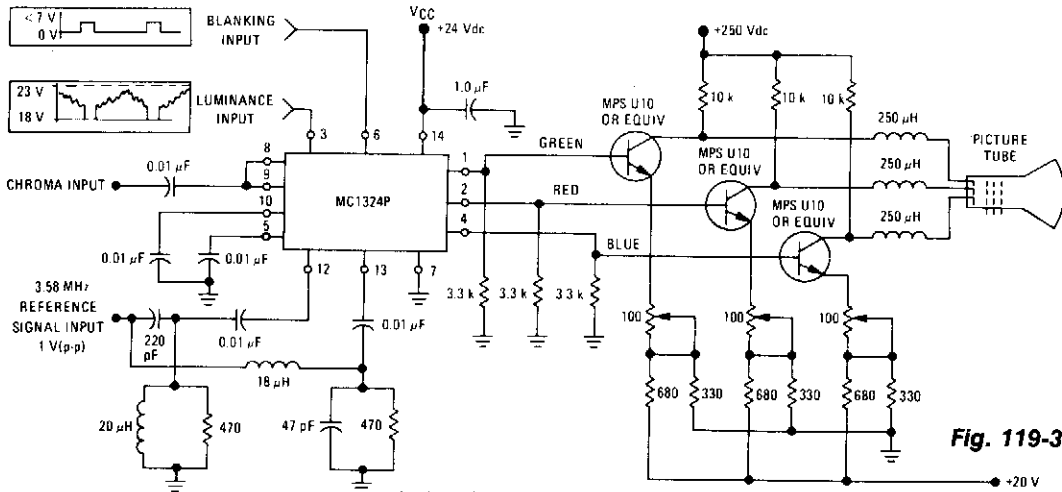 < 7 V
0 V
BLANKING
INPUT
VCC
+24 Vdc
+250 Vdc
23 V
18 V
LUMINANCE
INPUT
1.0 µF
10 k
10 k
10 k
MPS U10
OR EQUIV
250 µH
PICTURE
TUBE
3
6
14
GREEN
MPS U10
OR EQUIV
250 µH
0.01 µF
8
1
CHROMA INPUT
9
MC1324P
2
RED
MPS U10
OR EQUIV
250 µH
10
4
5
BLUE
0.01 µF
0.01 µF
12
13
7
3.58 MHz
REFERENCE
SIGNAL INPUT
1 V(p-p)
3.3 k
3.3 k
3.3 k
220
pF
0.01 µF
0.01 µF
100
100
100
18 µH
20 µH
470
47 pF
470
680
330
680
330
680
330
Fig. 119-3
+20 V